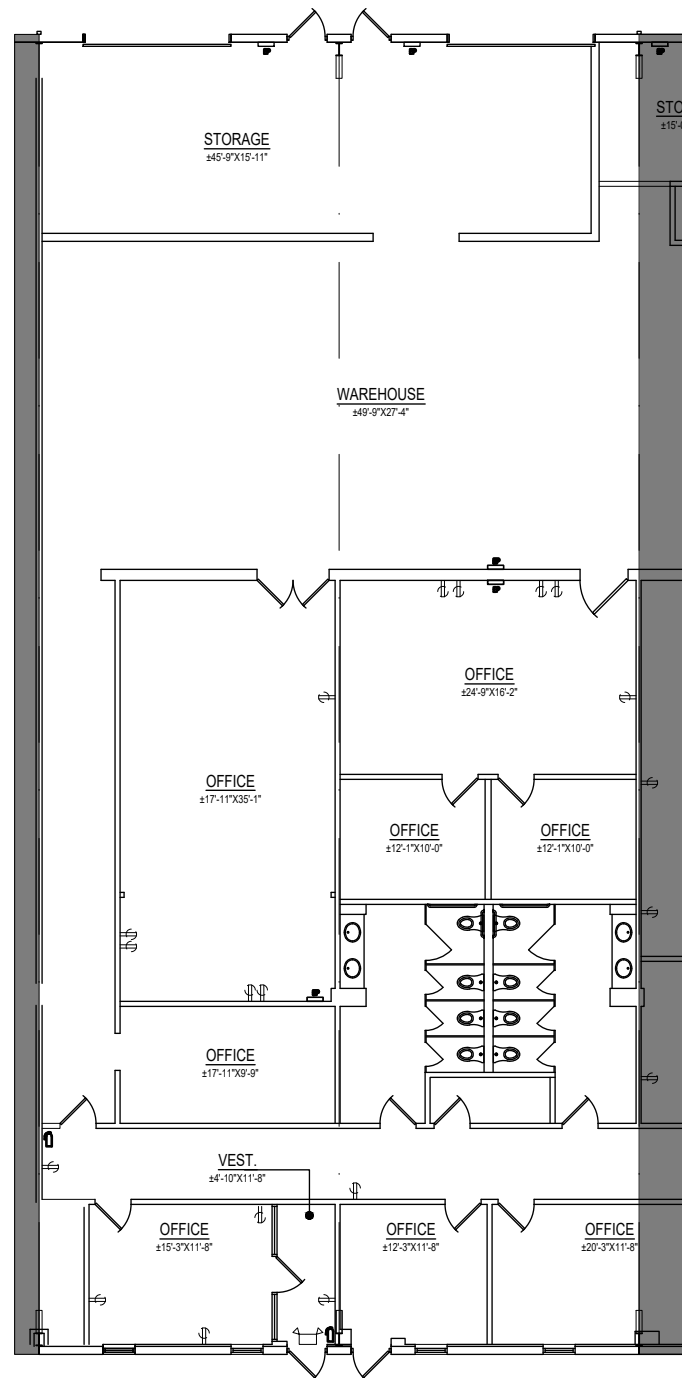 STORAGE
±45'-9"X15'-11"
STO
±15'-
WAREHOUSE
±49'-9"X27'-4"
OFFICE
±24'-9"X16'-2"
OFFICE
±17'-11"X35'-1"
OFFICE
±12'-1"X10'-0"
OFFICE
±12'-1"X10'-0"
OFFICE
±17'-11"X9'-9"
VEST.
±4'-10"X11'-8"
OFFICE
±15'-3"X11'-8"
OFFICE
±12'-3"X11'-8"
OFFICE
±20'-3"X11'-8"